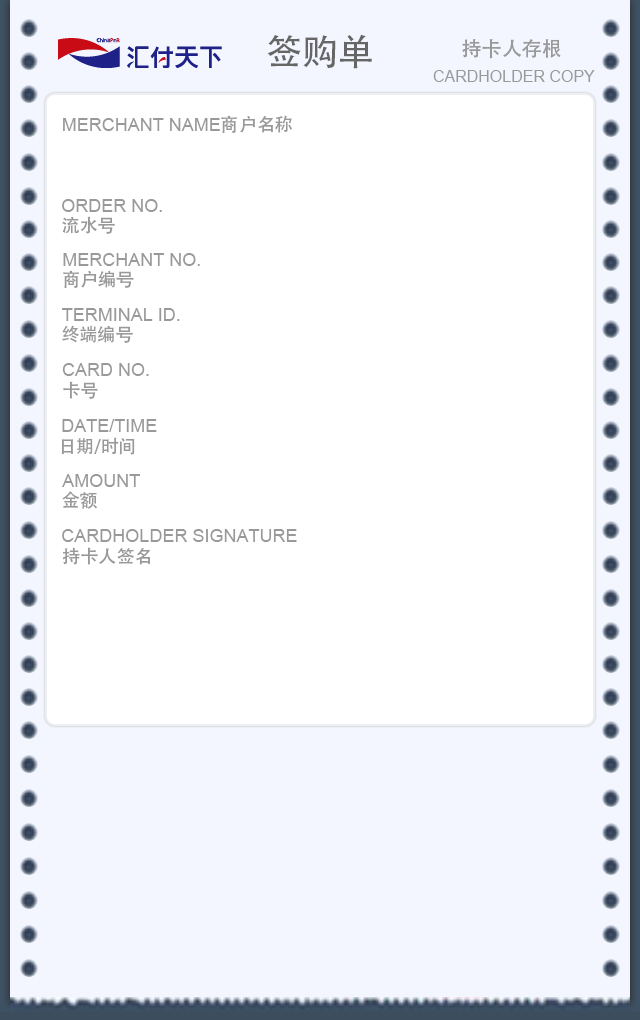 ChinaPnR
汇付天下
签购单
持卡人存根
CARDHOLDER COPY
MERCHANT NAME商户名称
ORDER NO.
流水号
MERCHANT NO.
商户编号
TERMINAL ID.
终端编号
CARD NO.
卡号
DATE/TIME
日期/时间
AMOUNT
金额
CARDHOLDER SIGNATURE
持卡人签名